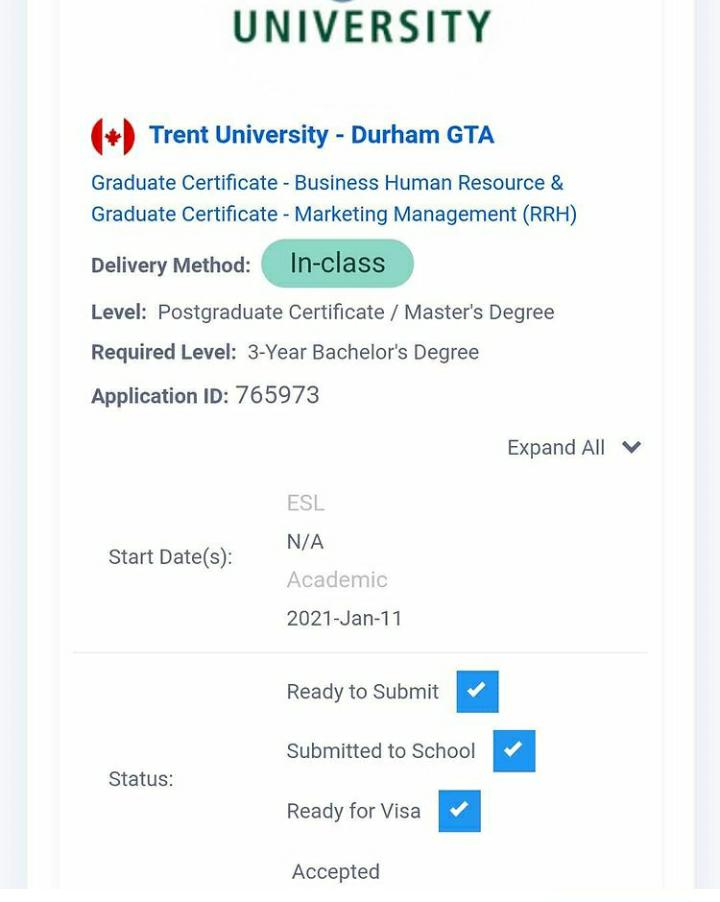 UNIVERSITY
Trent University - Durham GTA
Graduate Certificate - Business Human Resource &
Graduate Certificate - Marketing Management (RRH)
Delivery Method: In-class
Level: Postgraduate Certificate / Master's Degree
Required Level: 3-Year Bachelor's Degree
Application ID: 765973
Expand All
ESL
N/A
Start Date(s):
Academic
2021-Jan-11
Ready to Submit
Submitted to School
Status:
Ready for Visa
Accepted